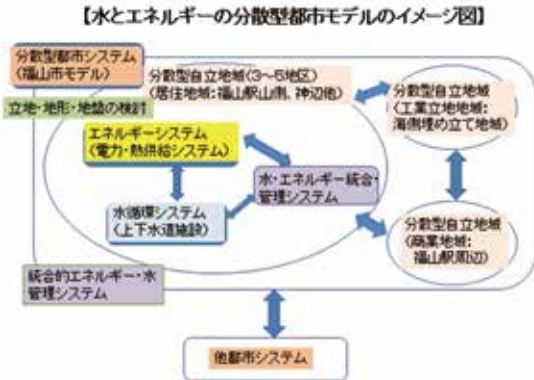 【水とエネルギーの分散型都市モデルのイメージ図】
分散型都市システム
(福山市モデル)
分散型自立地域(3～5地区)
(居住地域:福山駅山側、神辺他)
分散型自立地域
(工業立地地域:
海側埋め立て地域)
立地・地形・地盤の検討
エネルギーシステム
(電力・熱供給システム)
水・エネルギー統合・
管理システム
水循環システム
(上下水道施設)
分散型自立地域
(商業地域:
福山駅周辺)
統合的エネルギー・水
管理システム
他都市システム